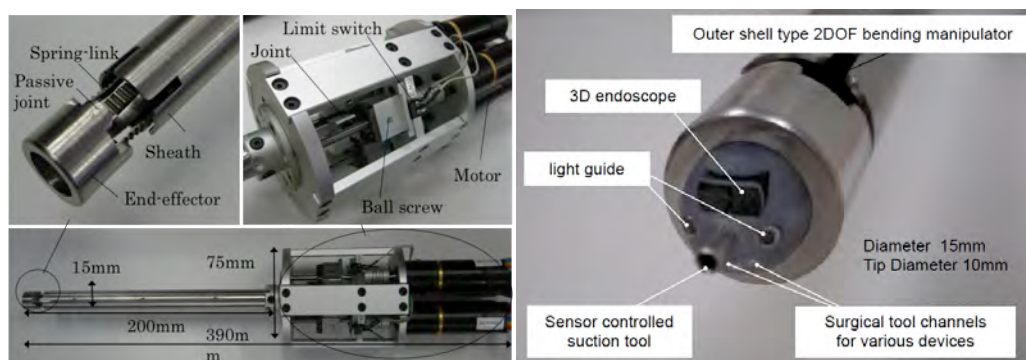 Spring-link
Passive
joint
Sheath
End-effector
Limit switch
Joint
Motor
Ball screw
15mm
75mm
200mm
390m
m
Outer shell type 2DOF bending manipulator
3D endoscope
light guide
Diameter 15mm
Tip Diameter 10mm
Sensor controlled
suction tool
Surgical tool channels
for various devices